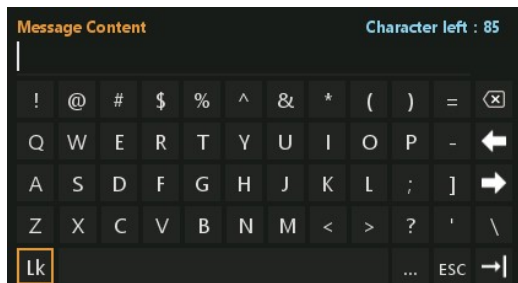 Message Content Character left : 85
! @ # $ % ^ & * ( ) =
Q W E R T Y U I O P -
A S D F G H J K L ; ]
Z X C V B N M < > ? ' \
Lk ... ESC